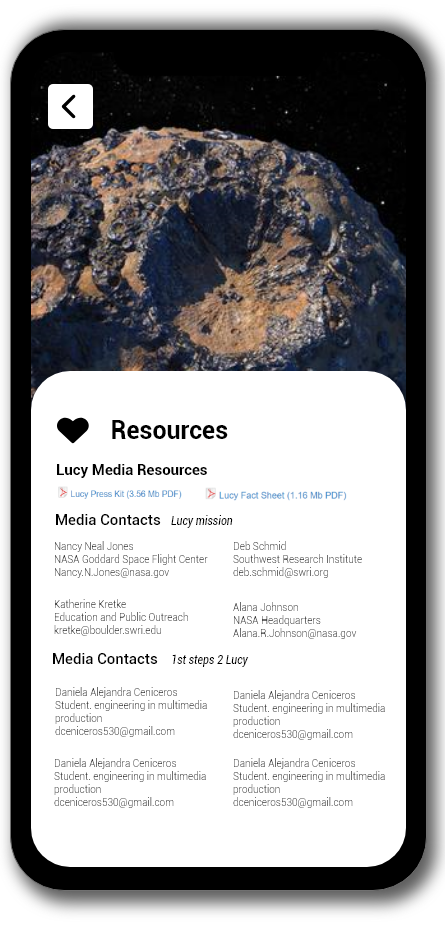 Resources
Lucy Media Resources
Lucy Press Kit (3.56 Mb PDF)
Lucy Fact Sheet (1.16 Mb PDF)
Media Contacts Lucy mission
Nancy Neal Jones
NASA Goddard Space Flight Center
Nancy.N.Jones@nasa.gov
Deb Schmid
Southwest Research Institute
deb.schmid@swri.org
Katherine Kretke
Education and Public Outreach
kretke@boulder.swri.edu
Alana Johnson
NASA Headquarters
Alana.R.Johnson@nasa.gov
Media Contacts 1st steps 2 Lucy
Daniela Alejandra Ceniceros
Student. engineering in multimedia
production
dceniceros530@gmail.com
Daniela Alejandra Ceniceros
Student. engineering in multimedia
production
dceniceros530@gmail.com
Daniela Alejandra Ceniceros
Student. engineering in multimedia
production
dceniceros530@gmail.com
Daniela Alejandra Ceniceros
Student. engineering in multimedia
production
dceniceros530@gmail.com